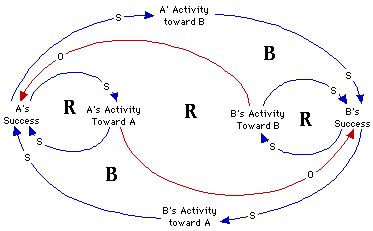 A' Activity
toward B
S
B
O
S
S
S
A's
Success
R
A's Activity
Toward A
R
B's Activity
Toward B
R
B's
Success
S
S
S
B
O
B's Activity
toward A
S